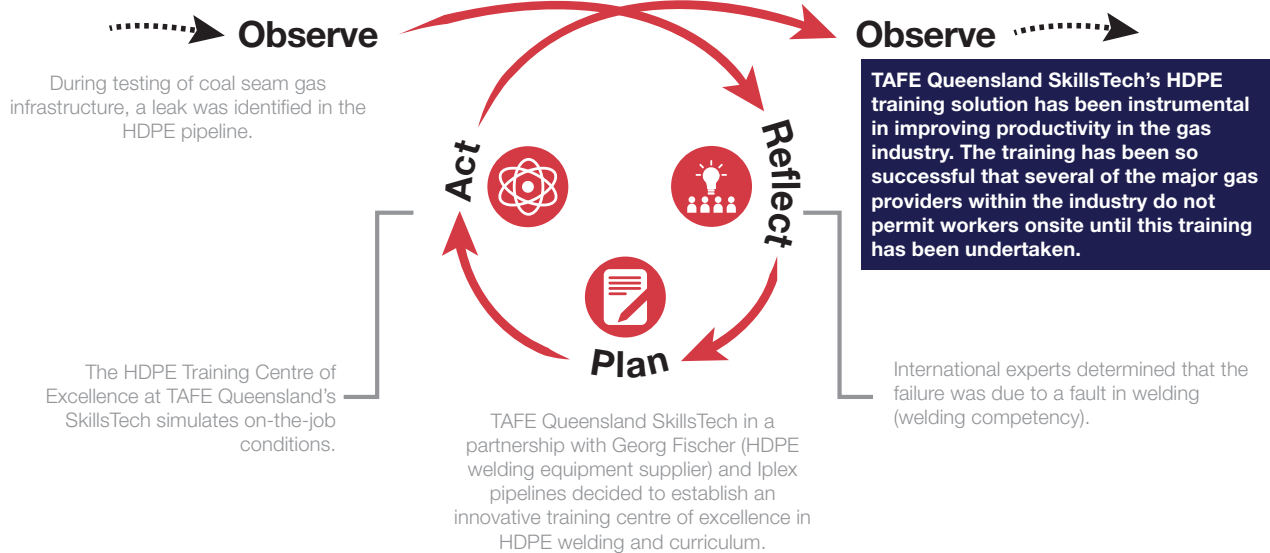 Observe
During testing of coal seam gas
infrastructure, a leak was identified in the
HDPE pipeline.
Observe
TAFE Queensland SkillsTech's HDPE
training solution has been instrumental
in improving productivity in the gas
industry. The training has been so
successful that several of the major gas
providers within the industry do not
permit workers onsite until this training
has been undertaken.
Reflect
International experts determined that the
failure was due to a fault in welding
(welding competency).
Plan
TAFE Queensland SkillsTech in a
partnership with Georg Fischer (HDPE
welding equipment supplier) and Iplex
pipelines decided to establish an
innovative training centre of excellence in
HDPE welding and curriculum.
Act
The HDPE Training Centre of
Excellence at TAFE Queensland's
SkillsTech simulates on-the-job
conditions.